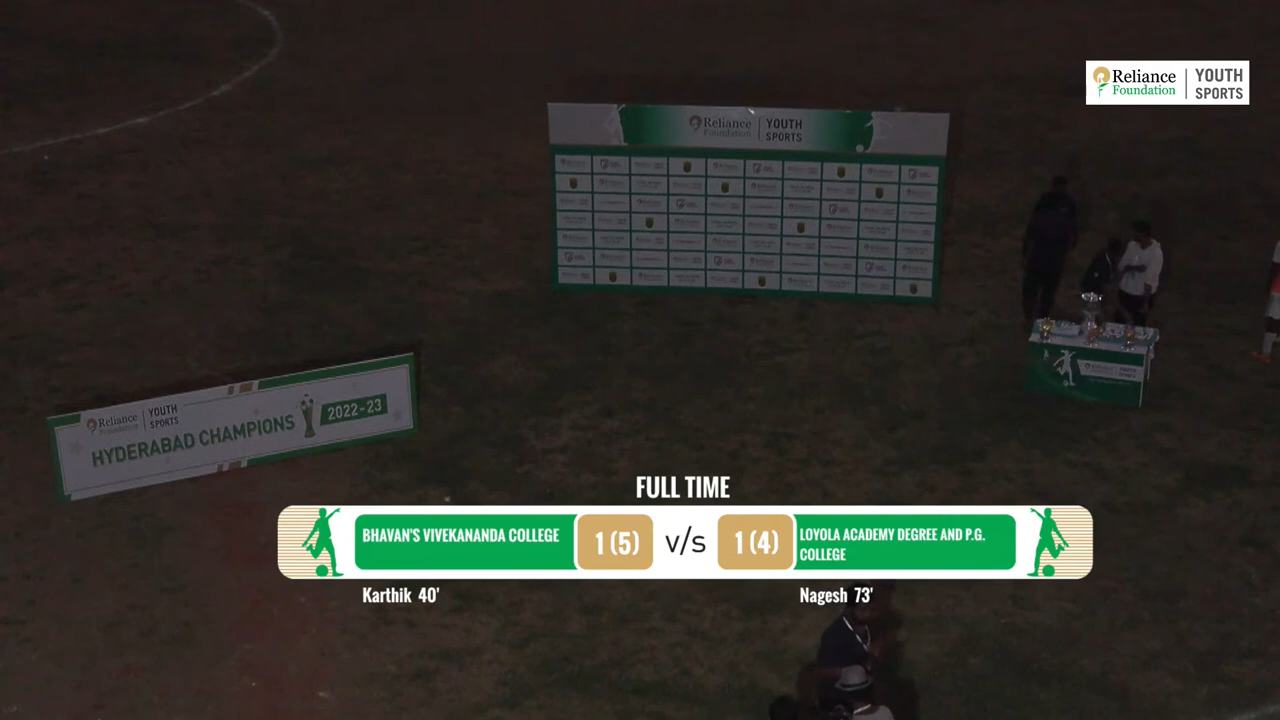 Reliance
Foundation
YOUTH
SPORTS
Reliance
Foundation
YOUTH
SPORTS
Reliance
Foundation
YOUTH
SPORTS
HYDERABAD CHAMPIONS
2022-23
FULL TIME
BHAVAN'S VIVEKANANDA COLLEGE
1 (5)
v/s
1 (4)
LOYOLA ACADEMY DEGREE AND P.G.
COLLEGE
Karthik 40'
Nagesh 73'